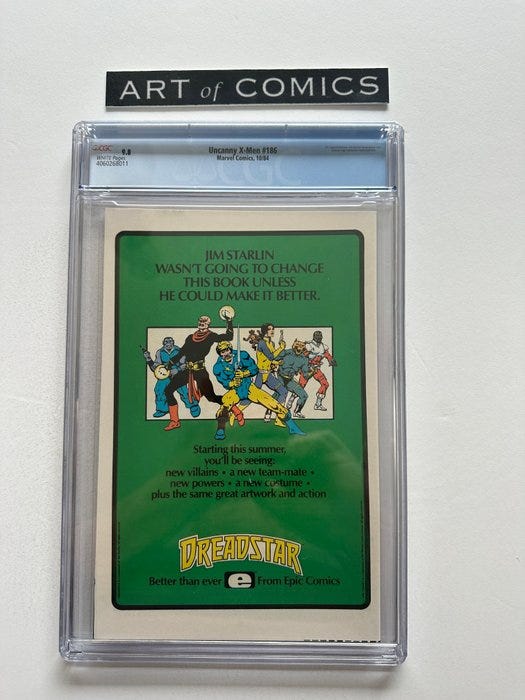 ART of COMICS
CGC 9.8 Uncanny X-Men #186
WHITE Pages Marvel Comics, 10/84
4060268011
CGC
JIM STARLIN
WASN'T GOING TO CHANGE
THIS BOOK UNLESS
HE COULD MAKE IT BETTER.
Starting this summer,
you'll be seeing:
new villains • a new team-mate •
new powers • a new costume •
plus the same great artwork and action
DREADSTAR
Better than ever e From Epic Comics